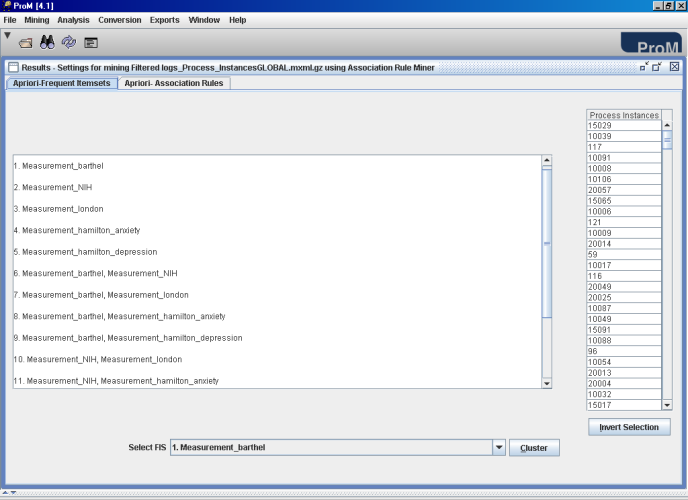 ProM [4.1]
File Mining Analysis Conversion Exports Window Help
ProM
Results - Settings for mining Filtered logs_Process_InstancesGLOBAL.mxml.gz using Association Rule Miner
Apriori-Frequent Itemsets Apriori- Association Rules
1. Measurement_barthel
2. Measurement_NIH
3. Measurement_london
4. Measurement_hamilton_anxiety
5. Measurement_hamilton_depression
6. Measurement_barthel, Measurement_NIH
7. Measurement_barthel, Measurement_london
8. Measurement_barthel, Measurement_hamilton_anxiety
9. Measurement_barthel, Measurement_hamilton_depression
10. Measurement_NIH, Measurement_london
11. Measurement_NIH, Measurement_hamilton_anxiety
Process Instances
15029
10039
117
10091
10008
10106
20057
15065
10006
121
10009
20014
59
10017
116
20049
20025
10087
10049
15091
10088
96
10054
20013
20004
10032
15017
Invert Selection
Select FIS 1. Measurement_barthel Cluster